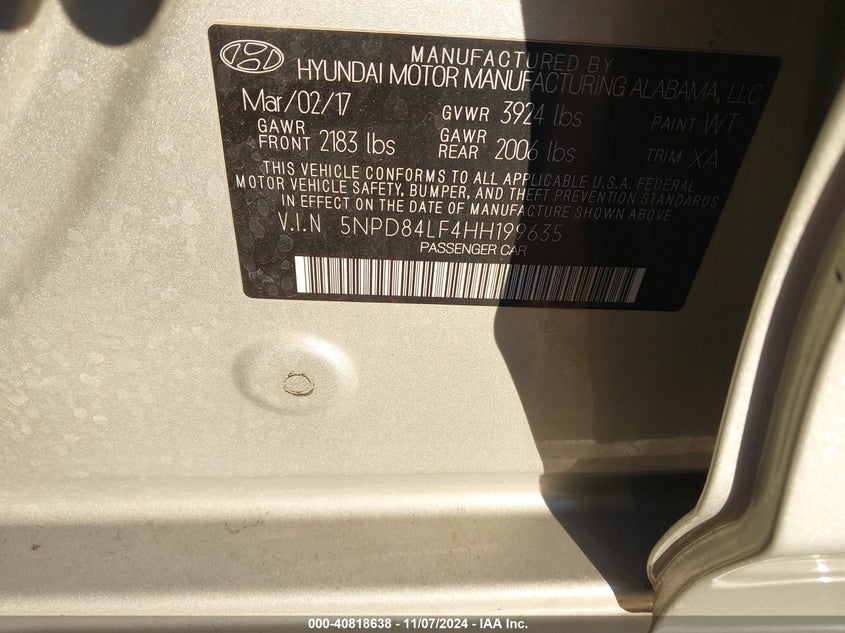 MANUFACTURED BY
HYUNDAI MOTOR MANUFACTURING ALABAMA, LLC
Mar/02/17 GVWR 3924 lbs PAINT WT
GAWR FRONT 2183 lbs GAWR REAR 2006 lbs TRIM XA
THIS VEHICLE CONFORMS TO ALL APPLICABLE U.S.A. FEDERAL
MOTOR VEHICLE SAFETY, BUMPER, AND THEFT PREVENTION STANDARDS
IN EFFECT ON THE DATE OF MANUFACTURE SHOWN ABOVE
V.I.N 5NPD84LF4HH199635
PASSENGER CAR
000-40818638 - 11/07/2024 - IAA Inc.